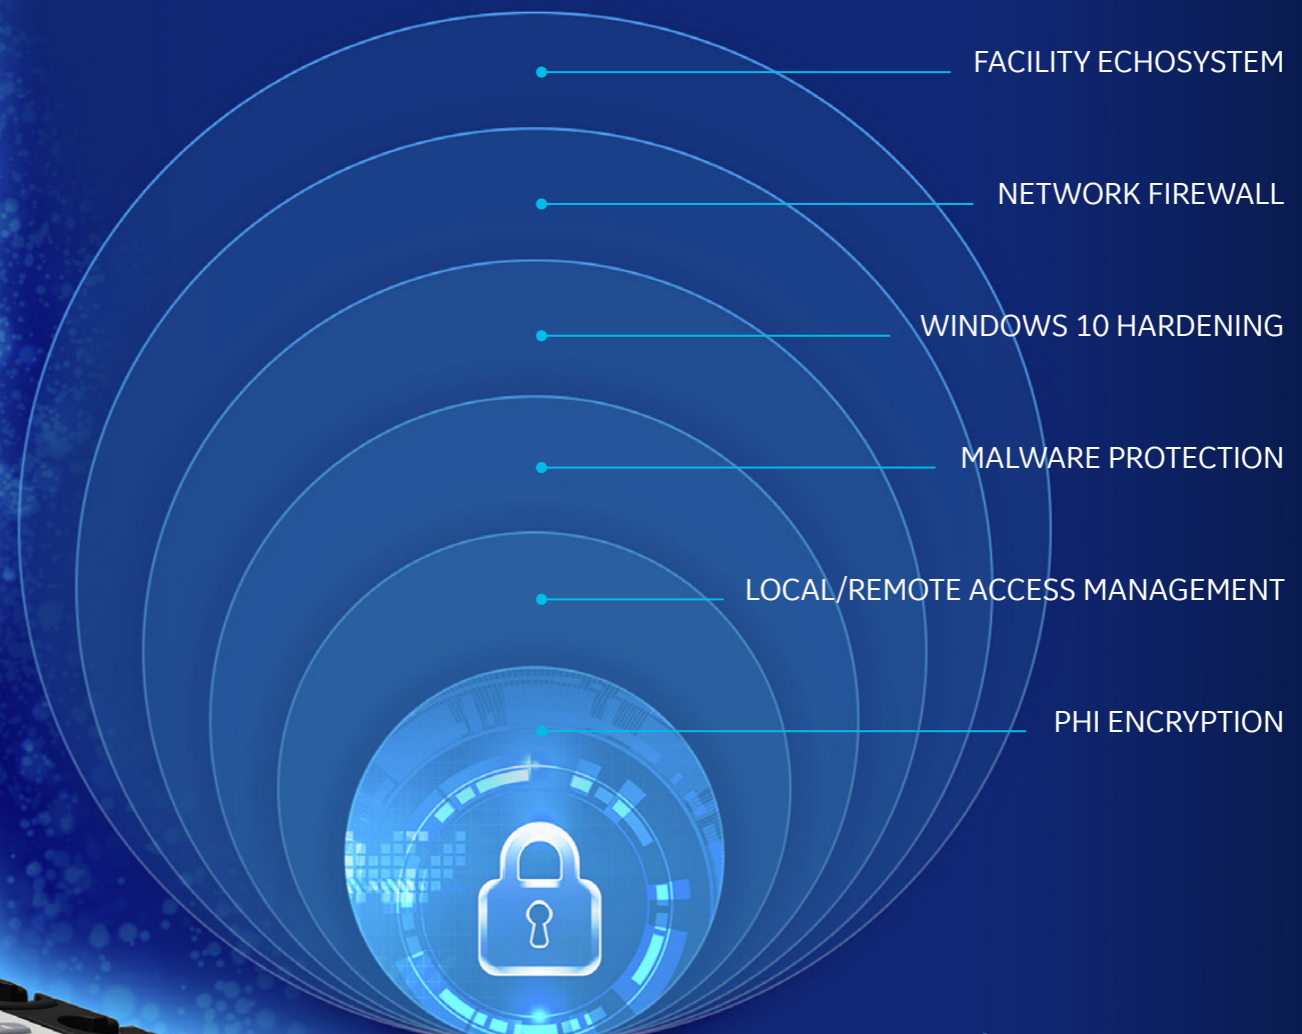 FACILITY ECHOSYSTEM
NETWORK FIREWALL
WINDOWS 10 HARDENING
MALWARE PROTECTION
LOCAL/REMOTE ACCESS MANAGEMENT
PHI ENCRYPTION